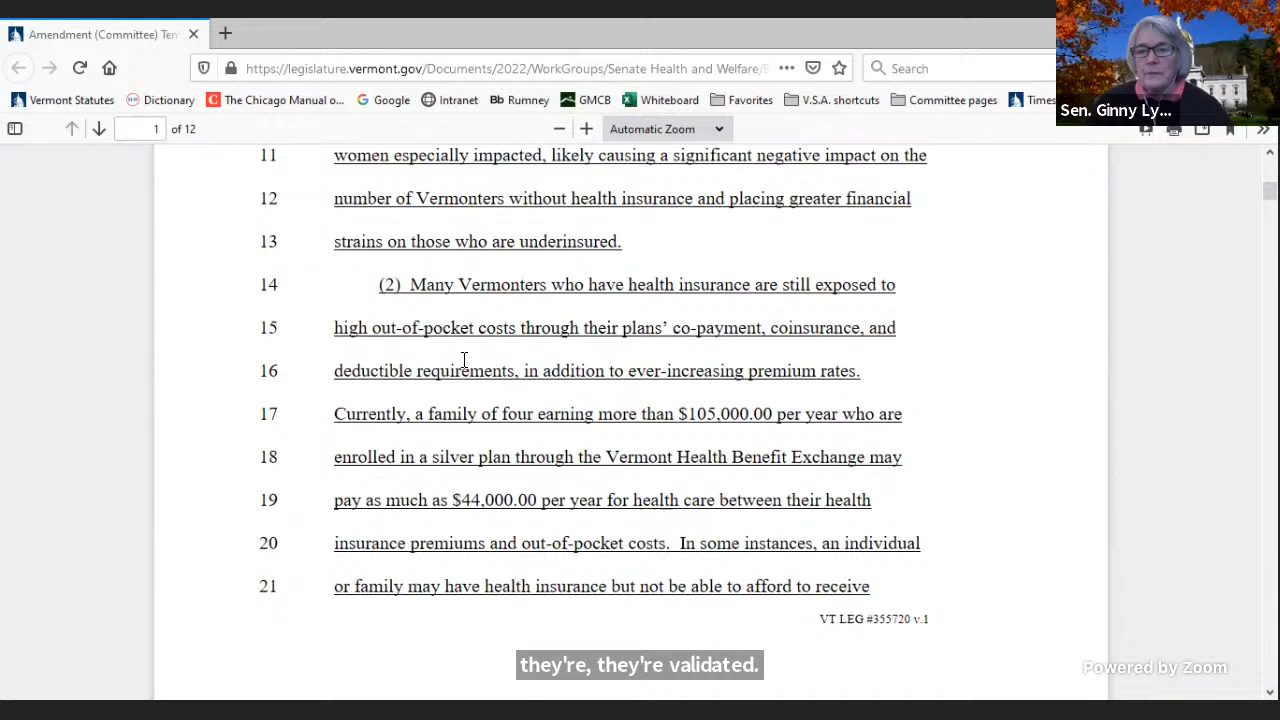 Amendment (Committee) Tem
https://legislature.vermont.gov/Documents/2022/WorkGroups/Senate Health and Welfare/
Search
Vermont Statutes
Dictionary
The Chicago Manual o...
Google
Intranet
Bb Rumney
GMCB
Whiteboard
Favorites
V.S.A. shortcuts
Committee pages
Times
Sen. Ginny Ly...
1 of 12
Automatic Zoom
11 women especially impacted, likely causing a significant negative impact on the
12 number of Vermonters without health insurance and placing greater financial
13 strains on those who are underinsured.
14 (2) Many Vermonters who have health insurance are still exposed to
15 high out-of-pocket costs through their plans’ co-payment, coinsurance, and
16 deductible requirements, in addition to ever-increasing premium rates.
17 Currently, a family of four earning more than $105,000.00 per year who are
18 enrolled in a silver plan through the Vermont Health Benefit Exchange may
19 pay as much as $44,000.00 per year for health care between their health
20 insurance premiums and out-of-pocket costs. In some instances, an individual
21 or family may have health insurance but not be able to afford to receive
VT LEG #355720 v.1
they're, they're validated.
Powered by Zoom